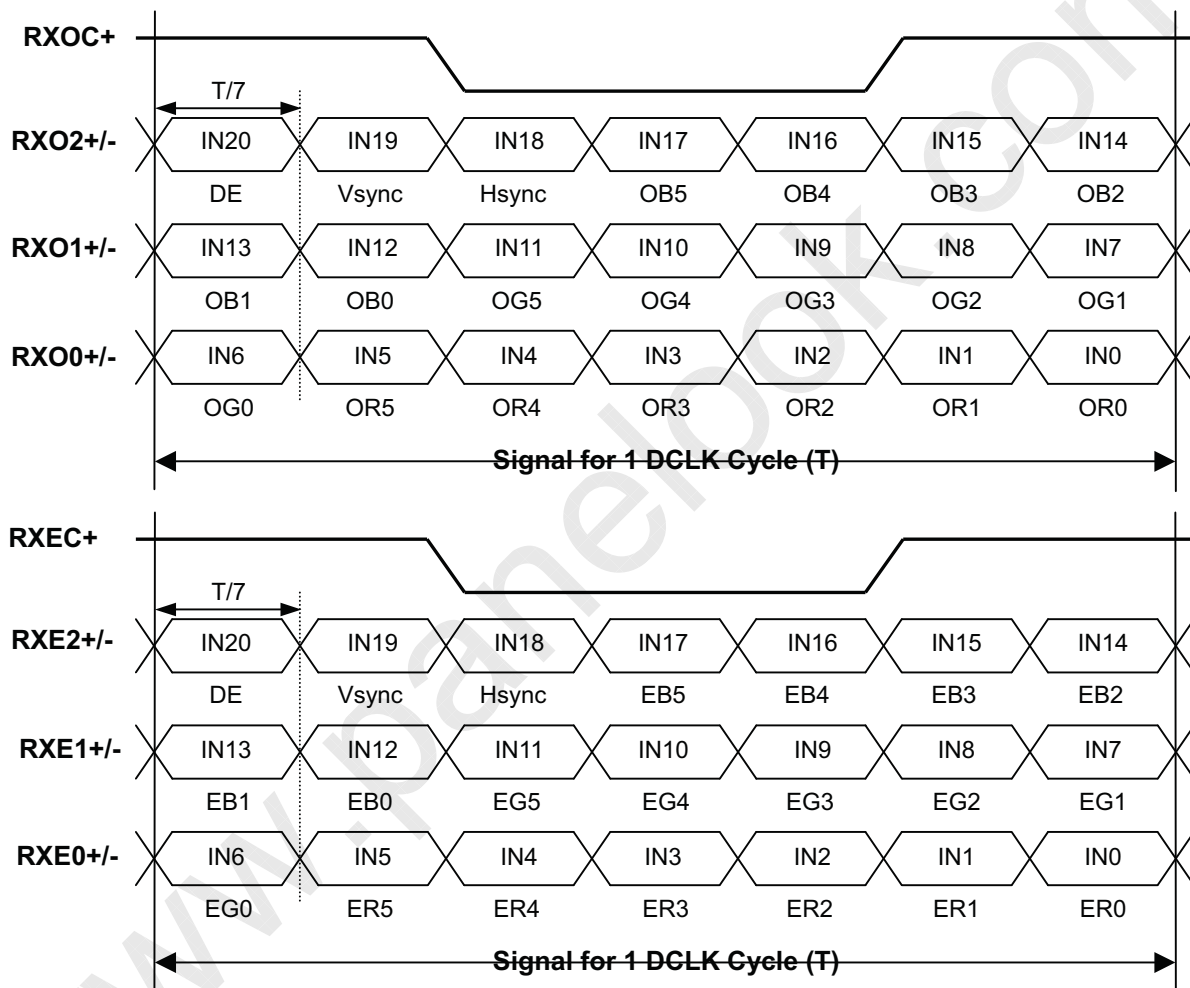 RXOC+
T/7
RXO2+/- IN20 IN19 IN18 IN17 IN16 IN15 IN14
DE Vsync Hsync OB5 OB4 OB3 OB2
RXO1+/- IN13 IN12 IN11 IN10 IN9 IN8 IN7
OB1 OB0 OG5 OG4 OG3 OG2 OG1
RXO0+/- IN6 IN5 IN4 IN3 IN2 IN1 IN0
OG0 OR5 OR4 OR3 OR2 OR1 OR0
Signal for 1 DCLK Cycle (T)
RXEC+
T/7
RXE2+/- IN20 IN19 IN18 IN17 IN16 IN15 IN14
DE Vsync Hsync EB5 EB4 EB3 EB2
RXE1+/- IN13 IN12 IN11 IN10 IN9 IN8 IN7
EB1 EB0 EG5 EG4 EG3 EG2 EG1
RXE0+/- IN6 IN5 IN4 IN3 IN2 IN1 IN0
EG0 ER5 ER4 ER3 ER2 ER1 ER0
Signal for 1 DCLK Cycle (T)
www.panelook.com